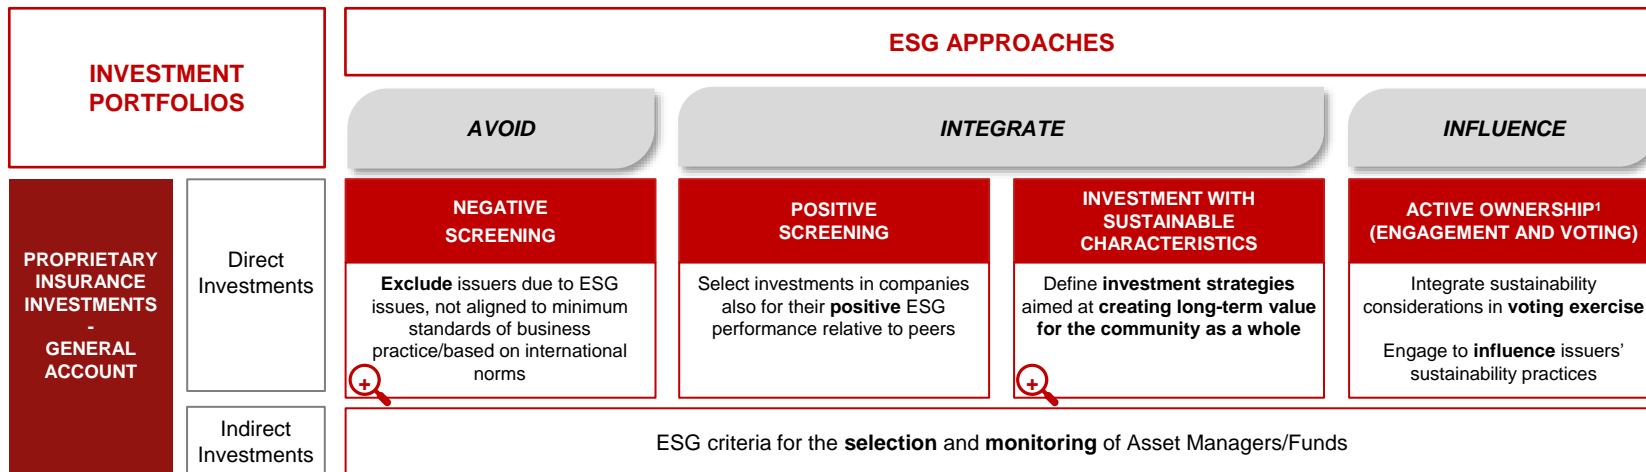 INVESTMENT
PORTFOLIOS
ESG APPROACHES
AVOID
INTEGRATE
INFLUENCE
PROPRIETARY
INSURANCE
INVESTMENTS
-
GENERAL
ACCOUNT
Direct
Investments
NEGATIVE
SCREENING
Exclude issuers due to ESG
issues, not aligned to minimum
standards of business
practice/based on international
norms
+
POSITIVE
SCREENING
Select investments in companies
also for their positive ESG
performance relative to peers
INVESTMENT WITH
SUSTAINABLE
CHARACTERISTICS
Define investment strategies
aimed at creating long-term value
for the community as a whole
+
ACTIVE OWNERSHIP¹
(ENGAGEMENT AND VOTING)
Integrate sustainability
considerations in voting exercise
Engage to influence issuers’
sustainability practices
Indirect
Investments
ESG criteria for the selection and monitoring of Asset Managers/Funds